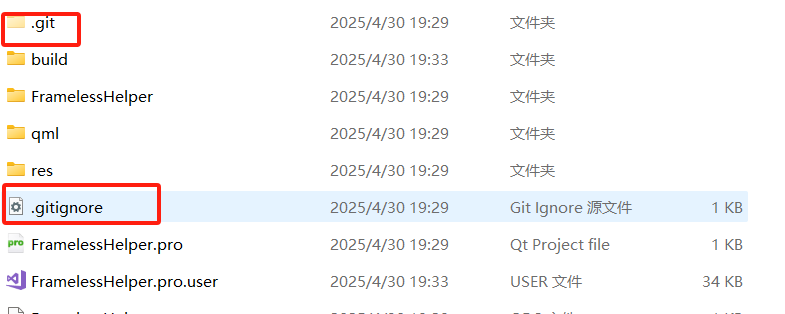 .git 2025/4/30 19:29 文件夹
build 2025/4/30 19:33 文件夹
FramelessHelper 2025/4/30 19:29 文件夹
qml 2025/4/30 19:29 文件夹
res 2025/4/30 19:29 文件夹
.gitignore 2025/4/30 19:29 Git Ignore 源文件 1 KB
pro FramelessHelper.pro 2025/4/30 19:29 Qt Project file 1 KB
FramelessHelper.pro.user 2025/4/30 19:33 USER 文件 34 KB